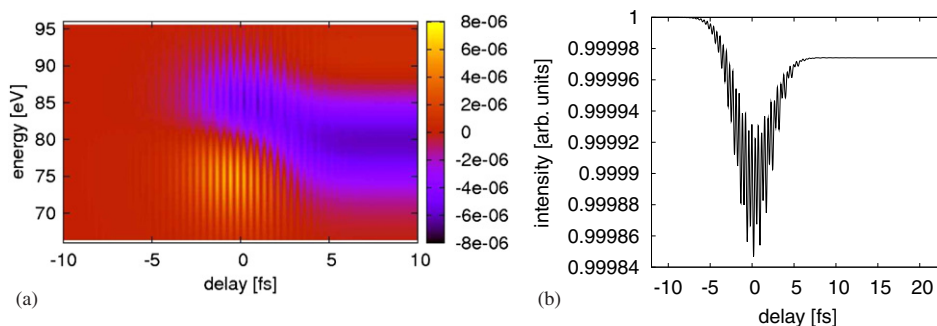 95
90
85
80
75
70
energy [eV]
-10
-5
0
5
10
delay [fs]
8e-06
6e-06
4e-06
2e-06
0
-2e-06
-4e-06
-6e-06
-8e-06
(a)
1
0.99998
0.99996
0.99994
0.99992
0.9999
0.99988
0.99986
0.99984
intensity [arb. units]
-10
-5
0
5
10
15
20
delay [fs]
(b)